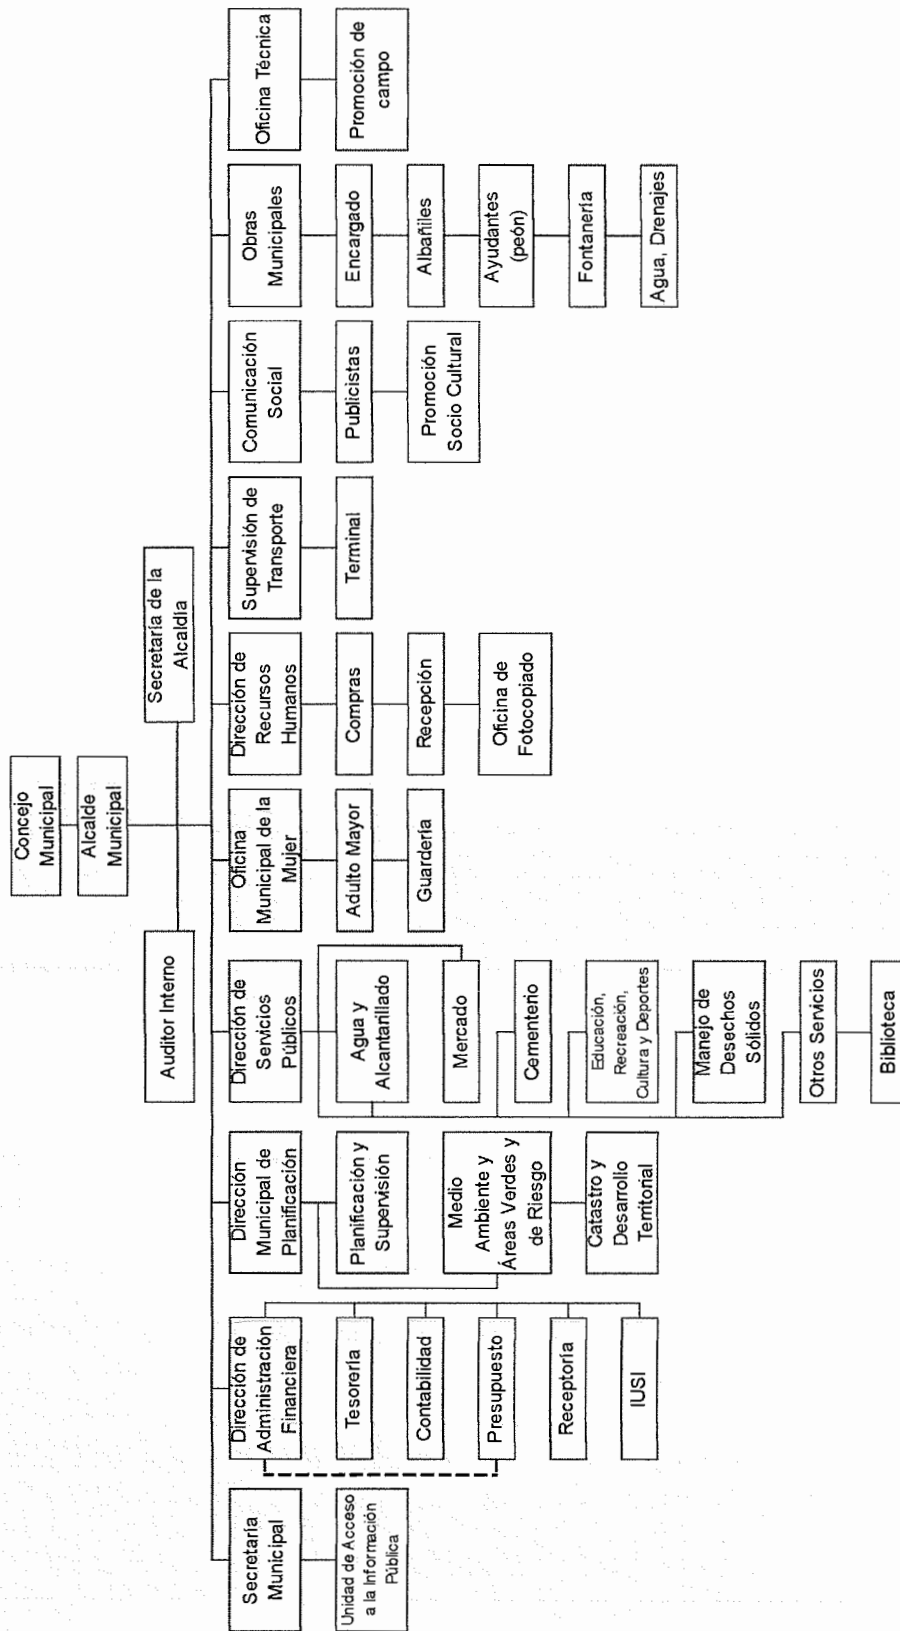 Concejo
Municipal
Alcalde
Municipal
Auditor Interno
Secretaría de la
Alcaldía
Secretaría
Municipal
Unidad de Acceso
a la Información
Pública
Dirección de
Administración
Financiera
Tesorería
Contabilidad
Presupuesto
Receptoría
IUSI
Dirección
Municipal de
Planificación
Planificación y
Supervisión
Medio
Ambiente y
Áreas Verdes y
de Riesgo
Catastro y
Desarrollo
Territorial
Dirección de
Servicios
Públicos
Agua y
Alcantarillado
Mercado
Cementerio
Educación,
Recreación,
Cultura y Deportes
Manejo de
Desechos
Sólidos
Otros Servicios
Biblioteca
Oficina
Municipal de la
Mujer
Adulto Mayor
Guardería
Dirección de
Recursos
Humanos
Compras
Recepción
Oficina de
Fotocopiado
Supervisión de
Transporte
Terminal
Comunicación
Social
Publicistas
Promoción
Socio Cultural
Obras
Municipales
Encargado
Albañiles
Ayudantes
(peón)
Fontanería
Agua, Drenajes
Oficina Técnica
Promoción de
campo